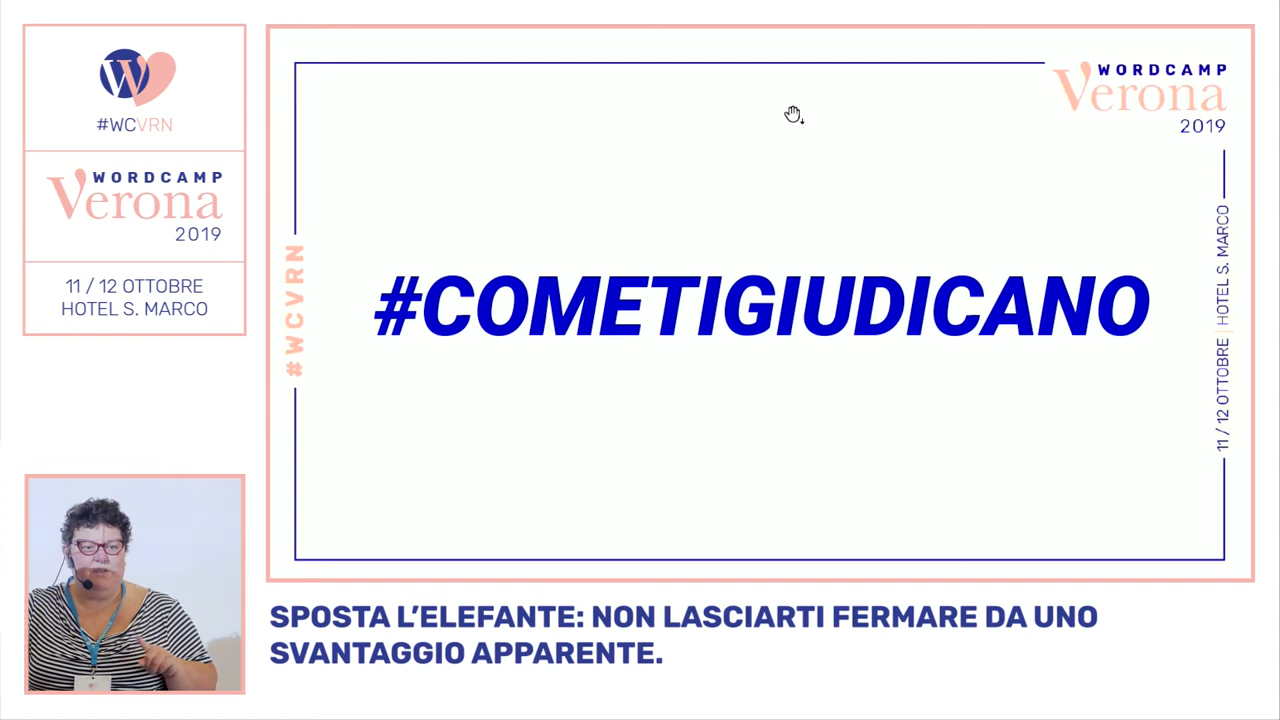 #WCVRN
WORDCAMP
Verona
2019
11 / 12 OTTOBRE
HOTEL S. MARCO
WORDCAMP
Verona
2019
#WCVRN
#COMETIGIUDICANO
11 / 12 OTTOBRE | HOTEL S. MARCO
SPOSTA L’ELEFANTE: NON LASCIARTI FERMARE DA UNO
SVANTAGGIO APPARENTE.